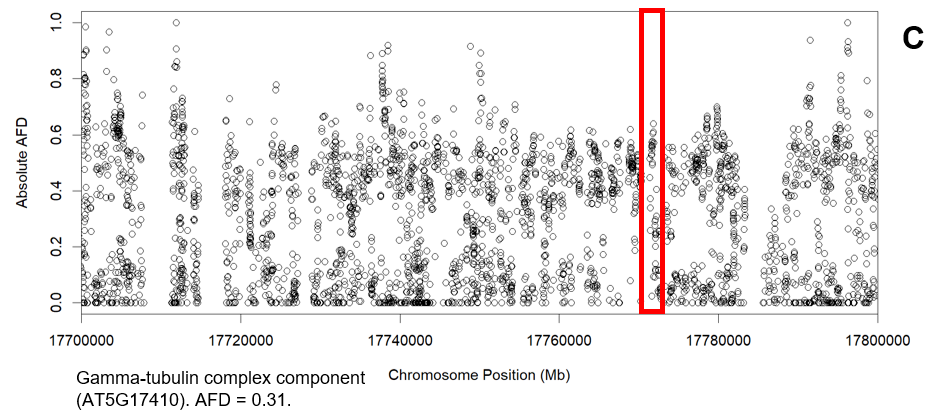 C
1.0
0.8
0.6
0.4
0.2
0.0
Absolute AFD
17700000 17720000 17740000 17760000 17780000 17800000
Chromosome Position (Mb)
Gamma-tubulin complex component
(AT5G17410). AFD = 0.31.